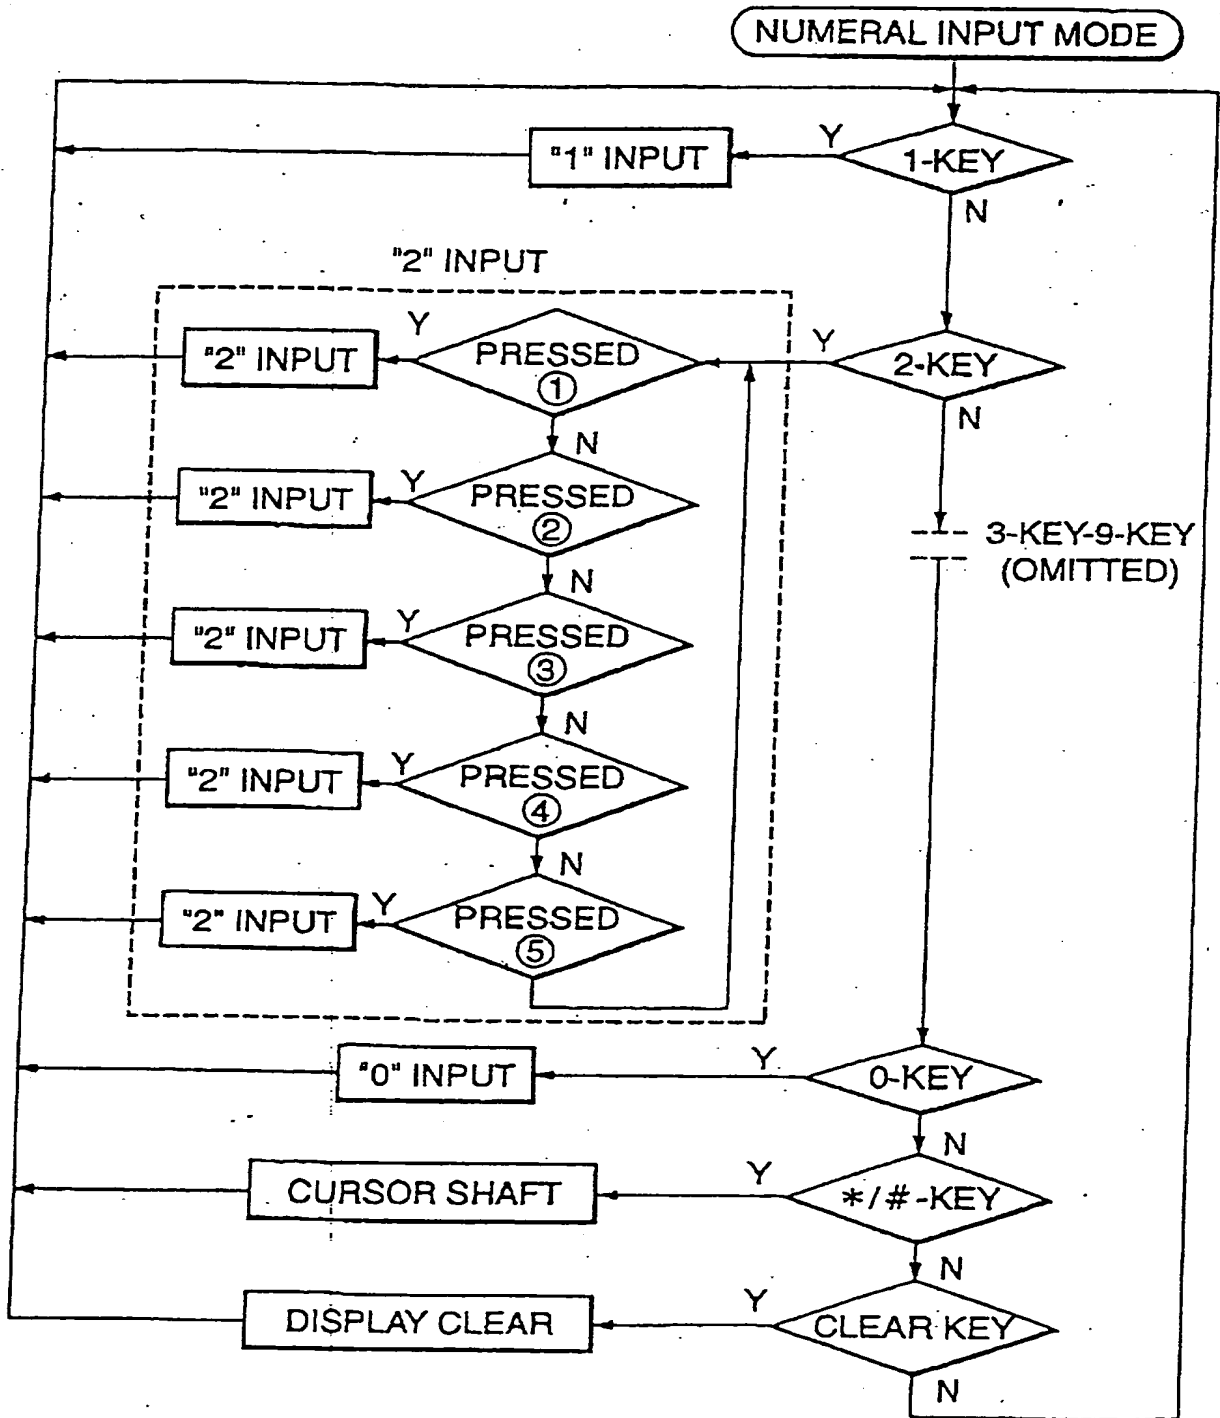 NUMERAL INPUT MODE
"1" INPUT
Y
1-KEY
N
"2" INPUT
"2" INPUT
Y
PRESSED
①
Y
2-KEY
N
N
"2" INPUT
Y
PRESSED
②
3-KEY-9-KEY
(OMITTED)
N
"2" INPUT
Y
PRESSED
③
N
"2" INPUT
Y
PRESSED
④
N
"2" INPUT
Y
PRESSED
⑤
"0" INPUT
Y
0-KEY
N
CURSOR SHAFT
Y
*/#-KEY
N
DISPLAY CLEAR
Y
CLEAR KEY
N